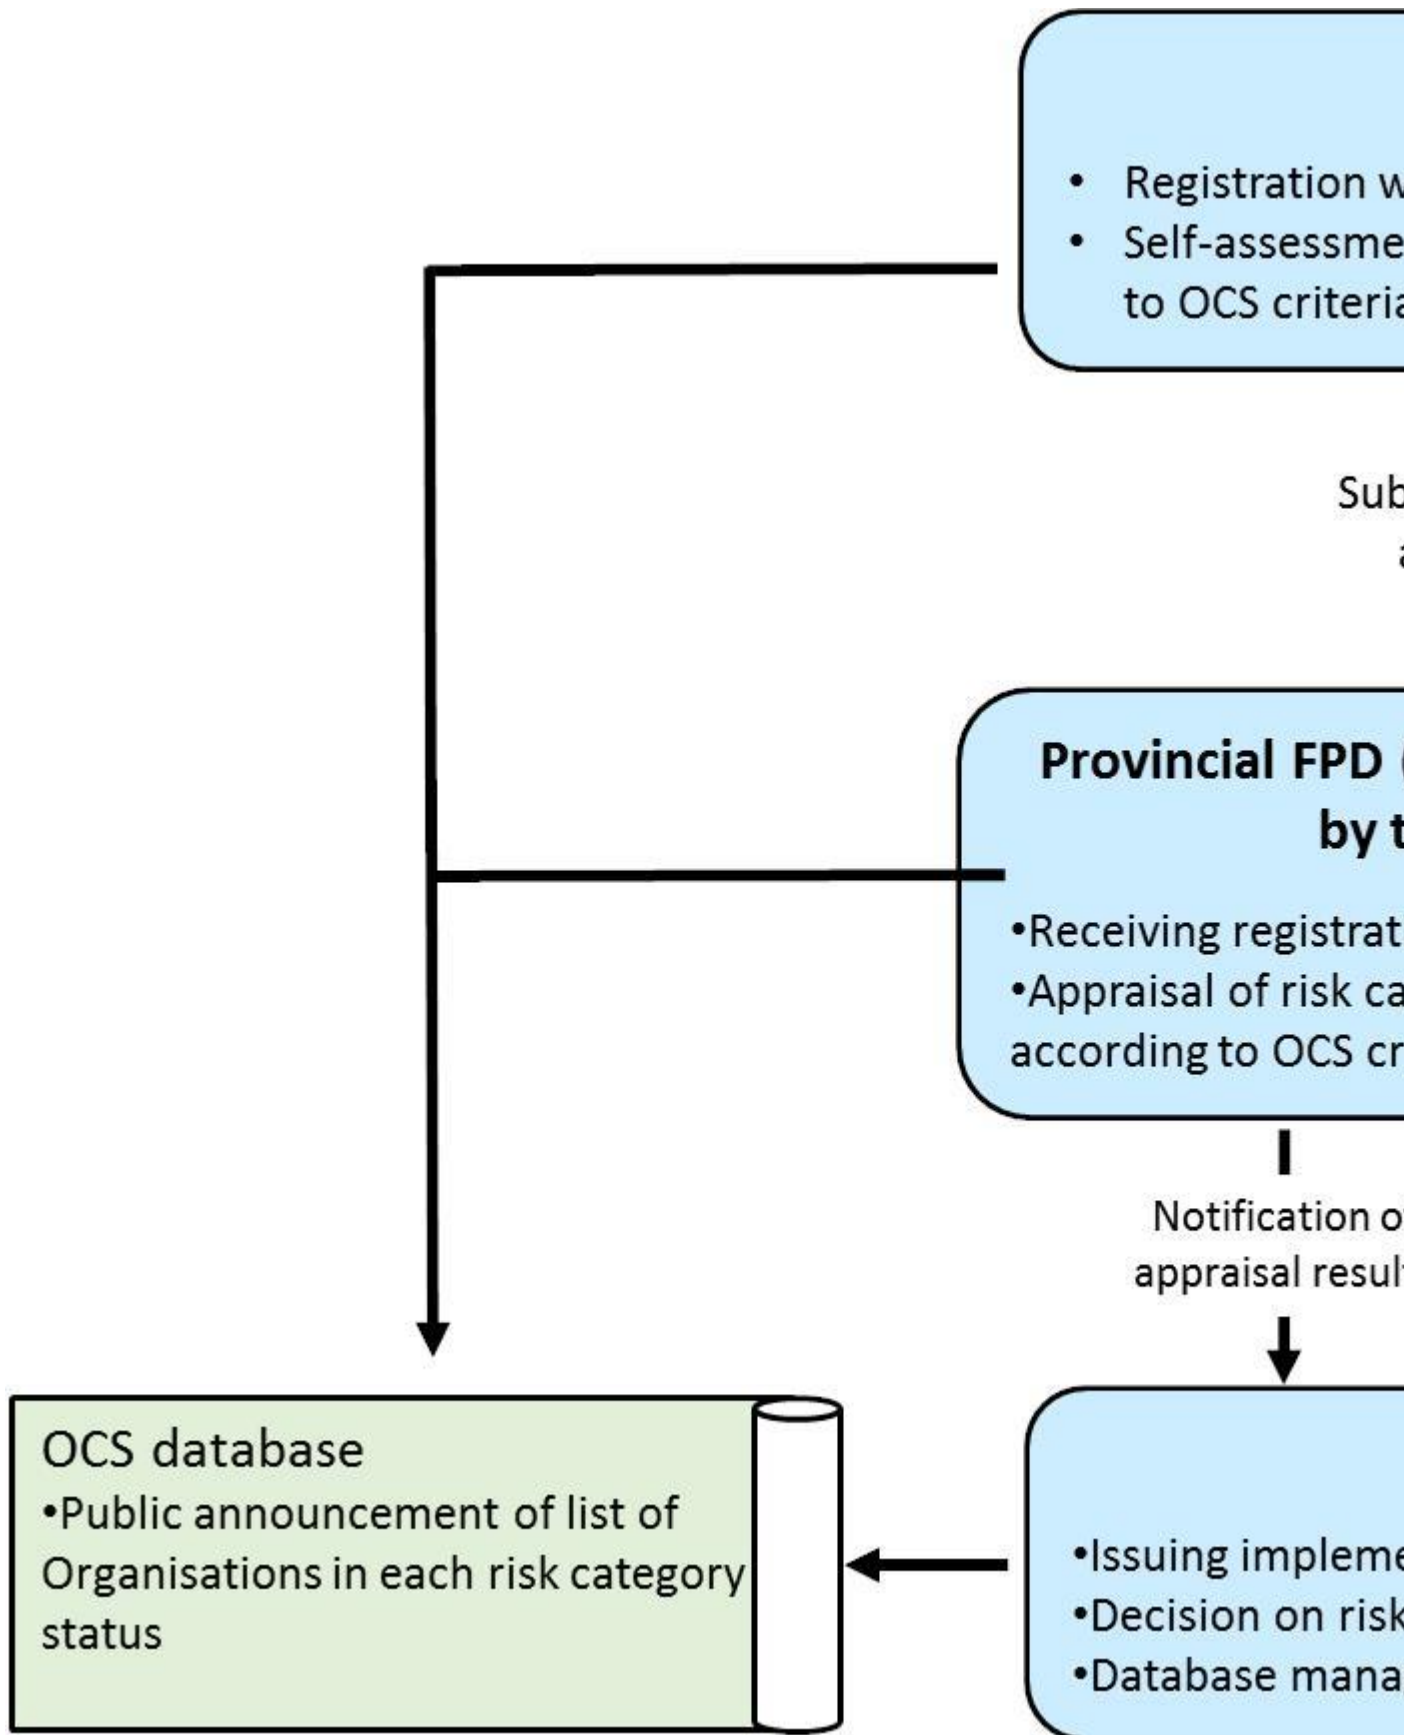 • Registration
• Self-assessme
to OCS criteria
Sub
Provincial FPD (
by t
•Receiving registrat
•Appraisal of risk ca
according to OCS cr
Notification o
appraisal result
OCS database
•Public announcement of list of
Organisations in each risk category
status
•Issuing impleme
•Decision on risk
•Database mana